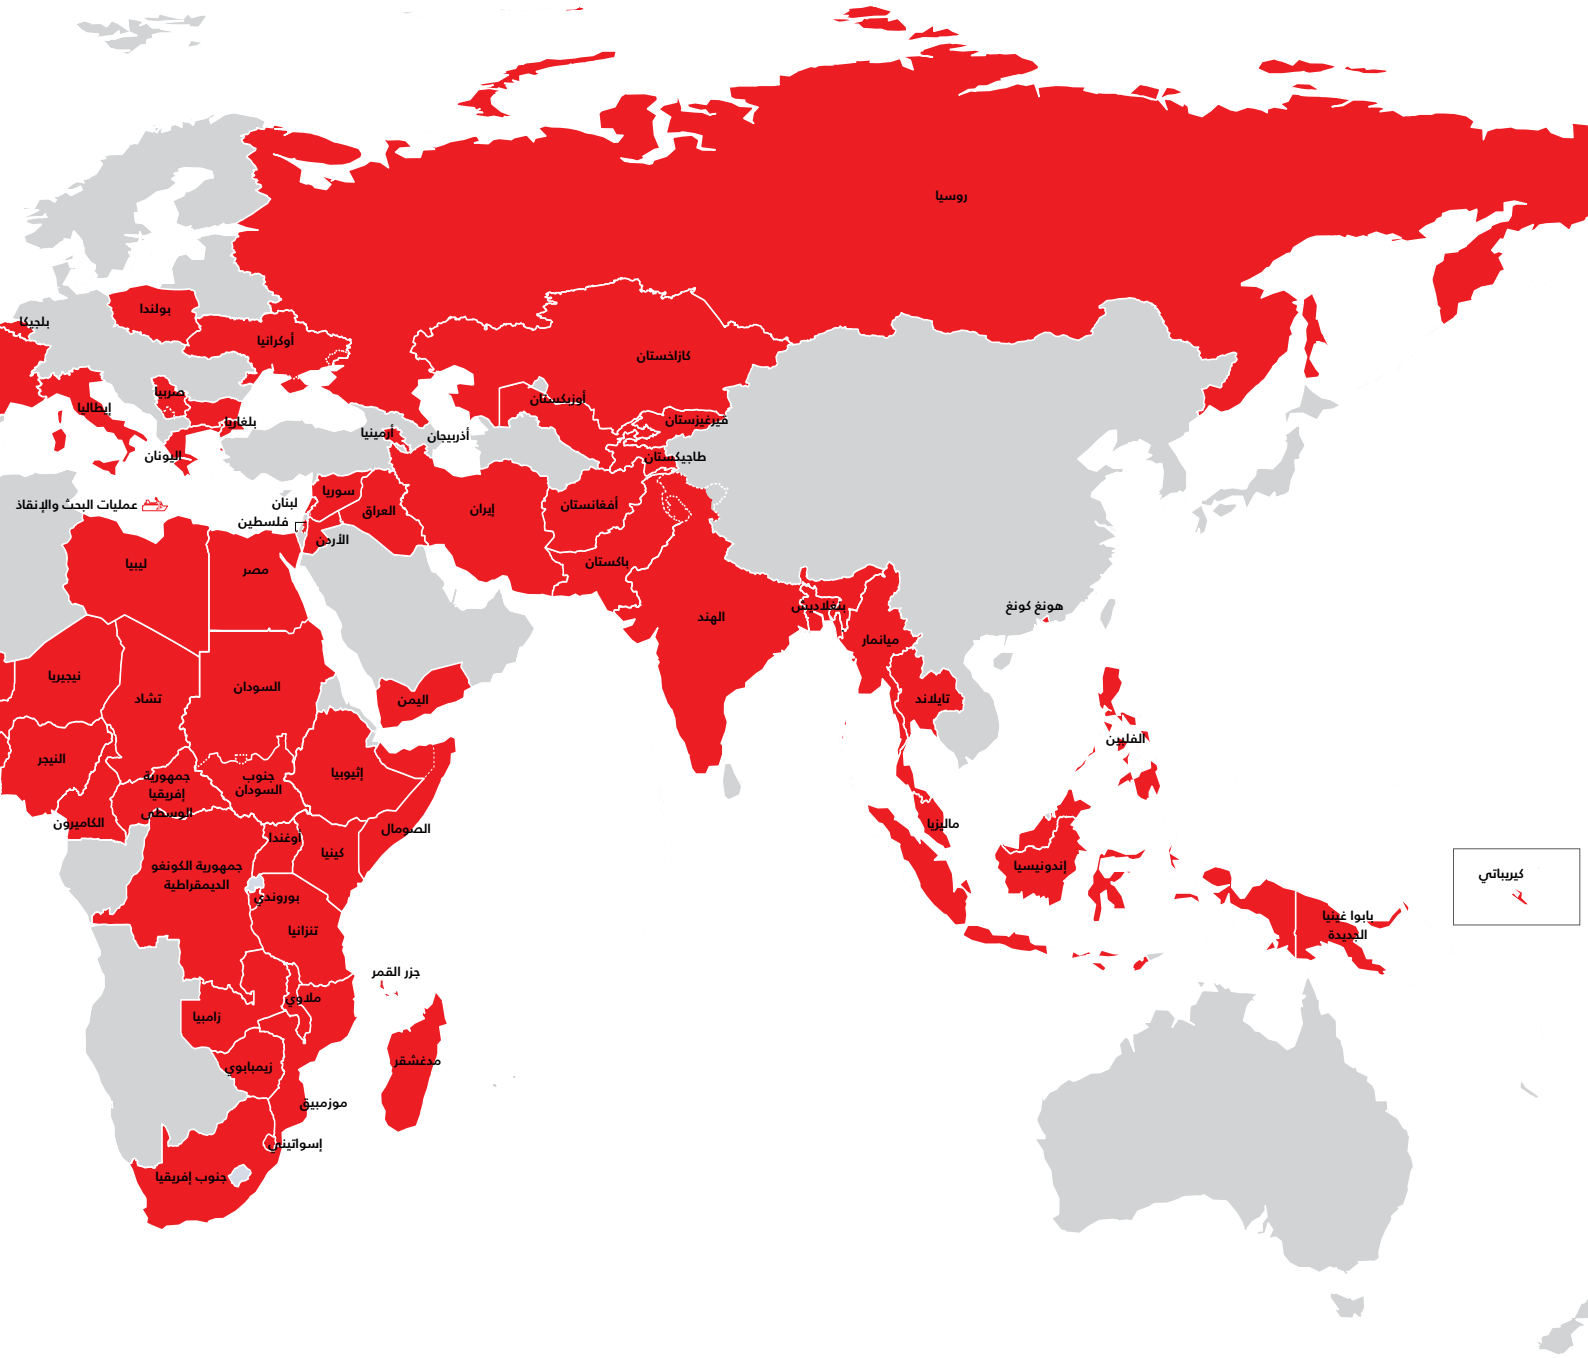 روسيا
بولندا
بلجيكا
أوكرانيا
كازاخستان
صربيا
أوزبكستان
إيطاليا
بلغاريا
قيرغيزستان
أرمينيا
أذربيجان
اليونان
طاجيكستان
سوريا
لبنان
عمليات البحث والإنقاذ
أفغانستان
إيران
العراق
فلسطين
الأردن
ليبيا
مصر
باكستان
بنغلاديش
هونغ كونغ
الهند
ميانمار
نيجيريا
السودان
تشاد
اليمن
تايلاند
الفلبين
النيجر
إثيوبيا
جمهورية
إفريقيا
الوسطى
جنوب
السودان
الكاميرون
الصومال
ماليزيا
أوغندا
كينيا
جمهورية الكونغو
الديمقراطية
إندونيسيا
كيريباتي
بوروندي
تنزانيا
بابوا غينيا
الجديدة
جزر القمر
ملاوي
زامبيا
زيمبابوي
مدغشقر
موزمبيق
إسواتيني
جنوب إفريقيا